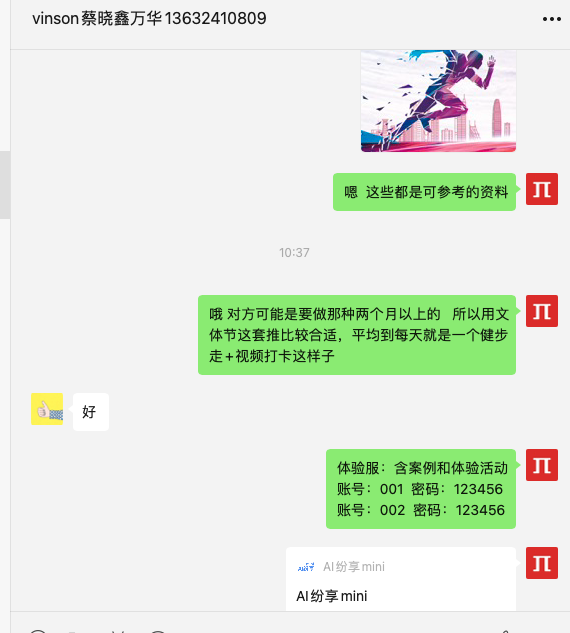 vinson蔡晓鑫万华13632410809
嗯 这些都是可参考的资料
10:37
哦 对方可能是要做那种两个月以上的 所以用文
体节这套推比较合适，平均到每天就是一个健步
走+视频打卡这样子
好
体验服：含案例和体验活动
账号：001 密码：123456
账号：002 密码：123456
AI纷享mini
AI纷享mini